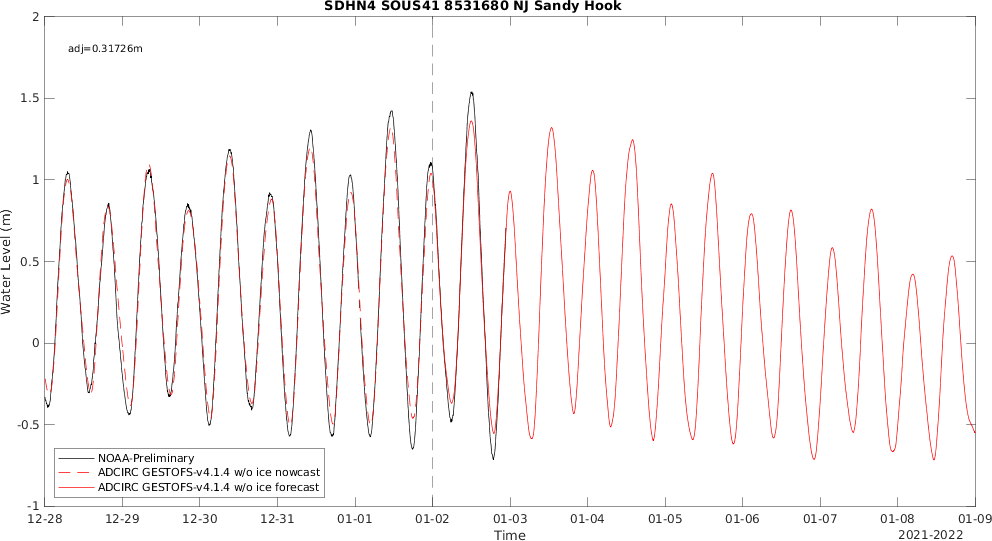 SDHN4 SOUS41 8531680 NJ Sandy Hook
adj=0.31726m
2
1.5
1
0.5
0
-0.5
-1
Water Level (m)
NOAA-Preliminary
ADCIRC GESTOFS-v4.1.4 w/o ice nowcast
ADCIRC GESTOFS-v4.1.4 w/o ice forecast
12-28 12-29 12-30 12-31 01-01 01-02 01-03 01-04 01-05 01-06 01-07 01-08 01-09
Time
2021-2022